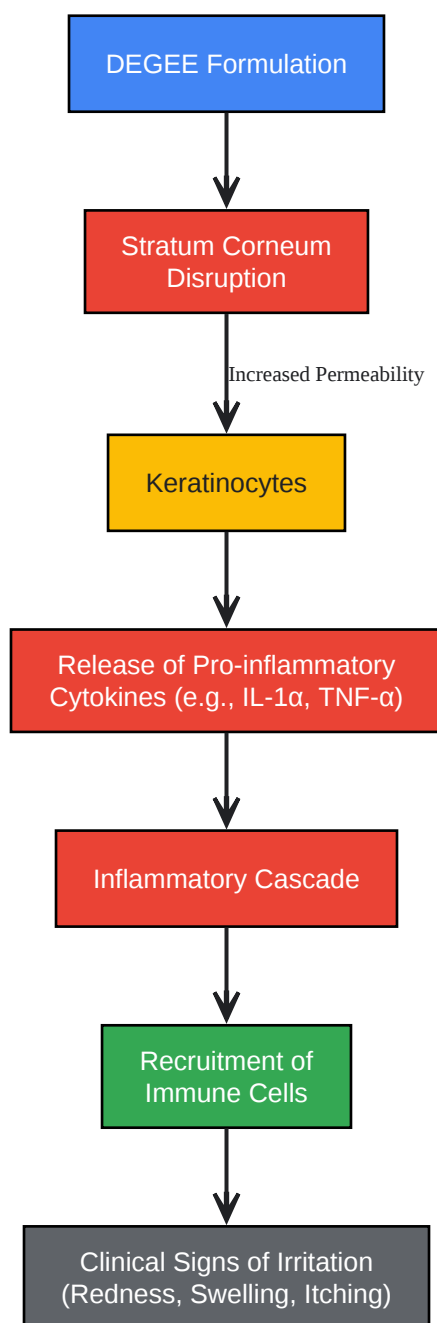 DEGEE Formulation
Stratum Corneum
Disruption
Increased Permeability
Keratinocytes
Release of Pro-inflammatory
Cytokines (e.g., IL-1α, TNF-α)
Inflammatory Cascade
Recruitment of
Immune Cells
Clinical Signs of Irritation
(Redness, Swelling, Itching)